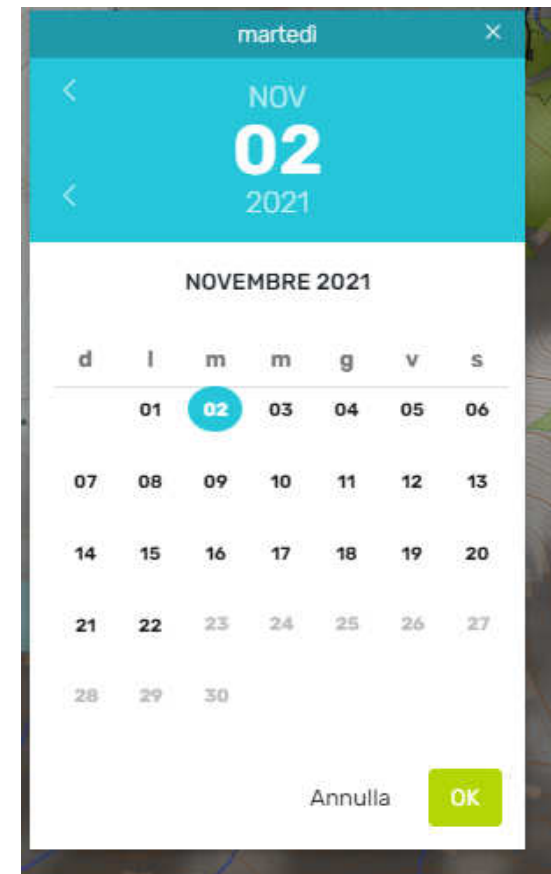 martedì ×
NOV
02
2021
NOVEMBRE 2021
d l m m g v s
01 02 03 04 05 06
07 08 09 10 11 12 13
14 15 16 17 18 19 20
21 22 23 24 25 26 27
28 29 30
Annulla OK